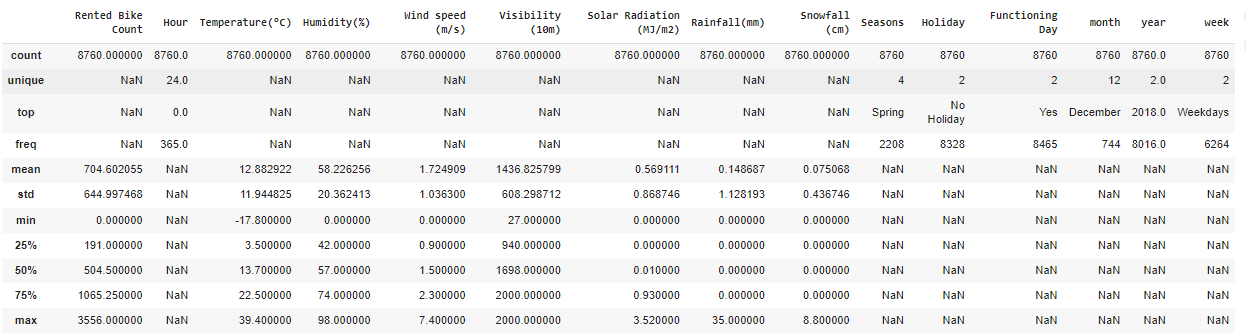 Rented Bike Count Hour Temperature(°C) Humidity(%) Wind speed (m/s) Visibility (10m) Solar Radiation (MJ/m2) Rainfall(mm) Snowfall (cm) Seasons Holiday Functioning Day month year week
count 8760.000000 8760.0 8760.000000 8760.000000 8760.000000 8760.000000 8760.000000 8760.000000 8760.000000 8760 8760 8760 8760 8760.0 8760
unique NaN 24.0 NaN NaN NaN NaN NaN NaN NaN 4 2 2 12 2.0 2
top NaN 0.0 NaN NaN NaN NaN NaN NaN NaN Spring No Holiday Yes December 2018.0 Weekdays
freq NaN 365.0 NaN NaN NaN NaN NaN NaN NaN 2208 8328 8465 744 8016.0 6264
mean 704.602055 NaN 12.882922 58.226256 1.724909 1436.825799 0.569111 0.148687 0.075068 NaN NaN NaN NaN NaN NaN
std 644.997468 NaN 11.944825 20.362413 1.036300 608.298712 0.868746 1.128193 0.436746 NaN NaN NaN NaN NaN NaN
min 0.000000 NaN -17.800000 0.000000 0.000000 27.000000 0.000000 0.000000 0.000000 NaN NaN NaN NaN NaN NaN
25% 191.000000 NaN 3.500000 42.000000 0.900000 940.000000 0.000000 0.000000 0.000000 NaN NaN NaN NaN NaN NaN
50% 504.500000 NaN 13.700000 57.000000 1.500000 1698.000000 0.010000 0.000000 0.000000 NaN NaN NaN NaN NaN NaN
75% 1065.250000 NaN 22.500000 74.000000 2.300000 2000.000000 0.930000 0.000000 0.000000 NaN NaN NaN NaN NaN NaN
max 3556.000000 NaN 39.400000 98.000000 7.400000 2000.000000 3.520000 35.000000 8.800000 NaN NaN NaN NaN NaN NaN